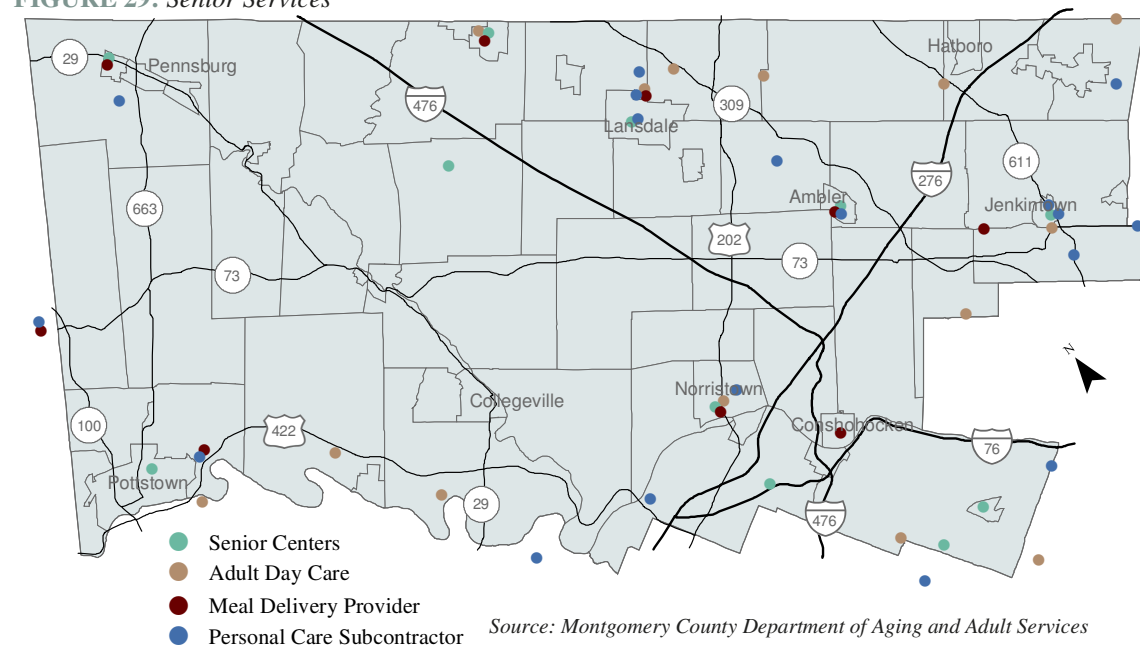 FIGURE 29: Senior Services
Hatboro
29
Pennsburg
476
309
Lansdale
611
276
Ambler
Jenkintown
663
202
73
73
N
Norristown
Collegeville
100
422
Conshohocken
76
Pottstown
29
476
Senior Centers
Adult Day Care
Meal Delivery Provider
Personal Care Subcontractor
Source: Montgomery County Department of Aging and Adult Services